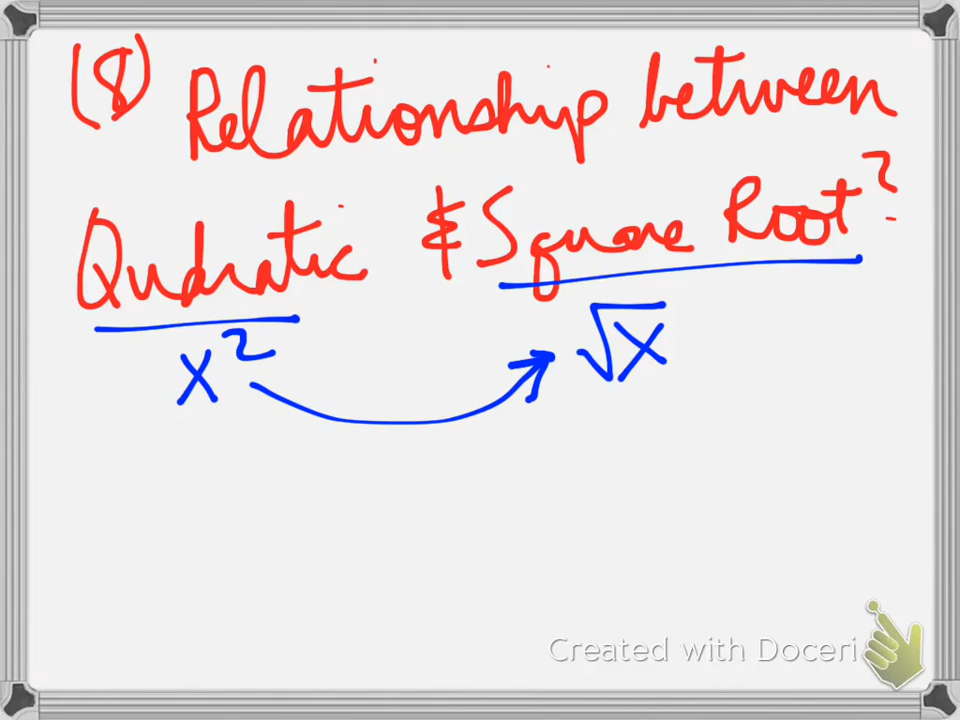 (8) Relationship between
Qudratic & Square Root?
x² √x
Created with Doceri